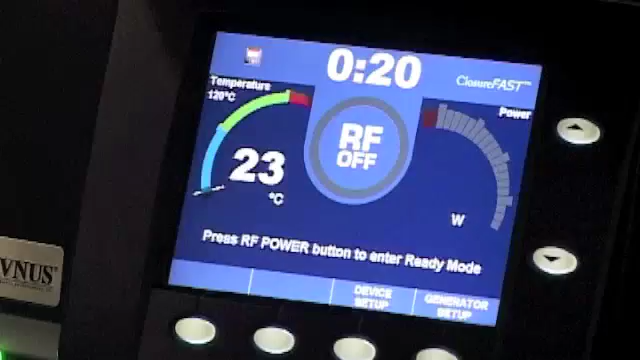 0:20
ClosureFAST™
Temperature
120°C
Power
RF
OFF
23
°C
W
Press RF POWER button to enter Ready Mode
VNUS®
DEVICE
SETUP
GENERATOR
SETUP